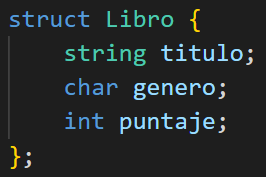 struct Libro {
    string titulo;
    char genero;
    int puntaje;
};